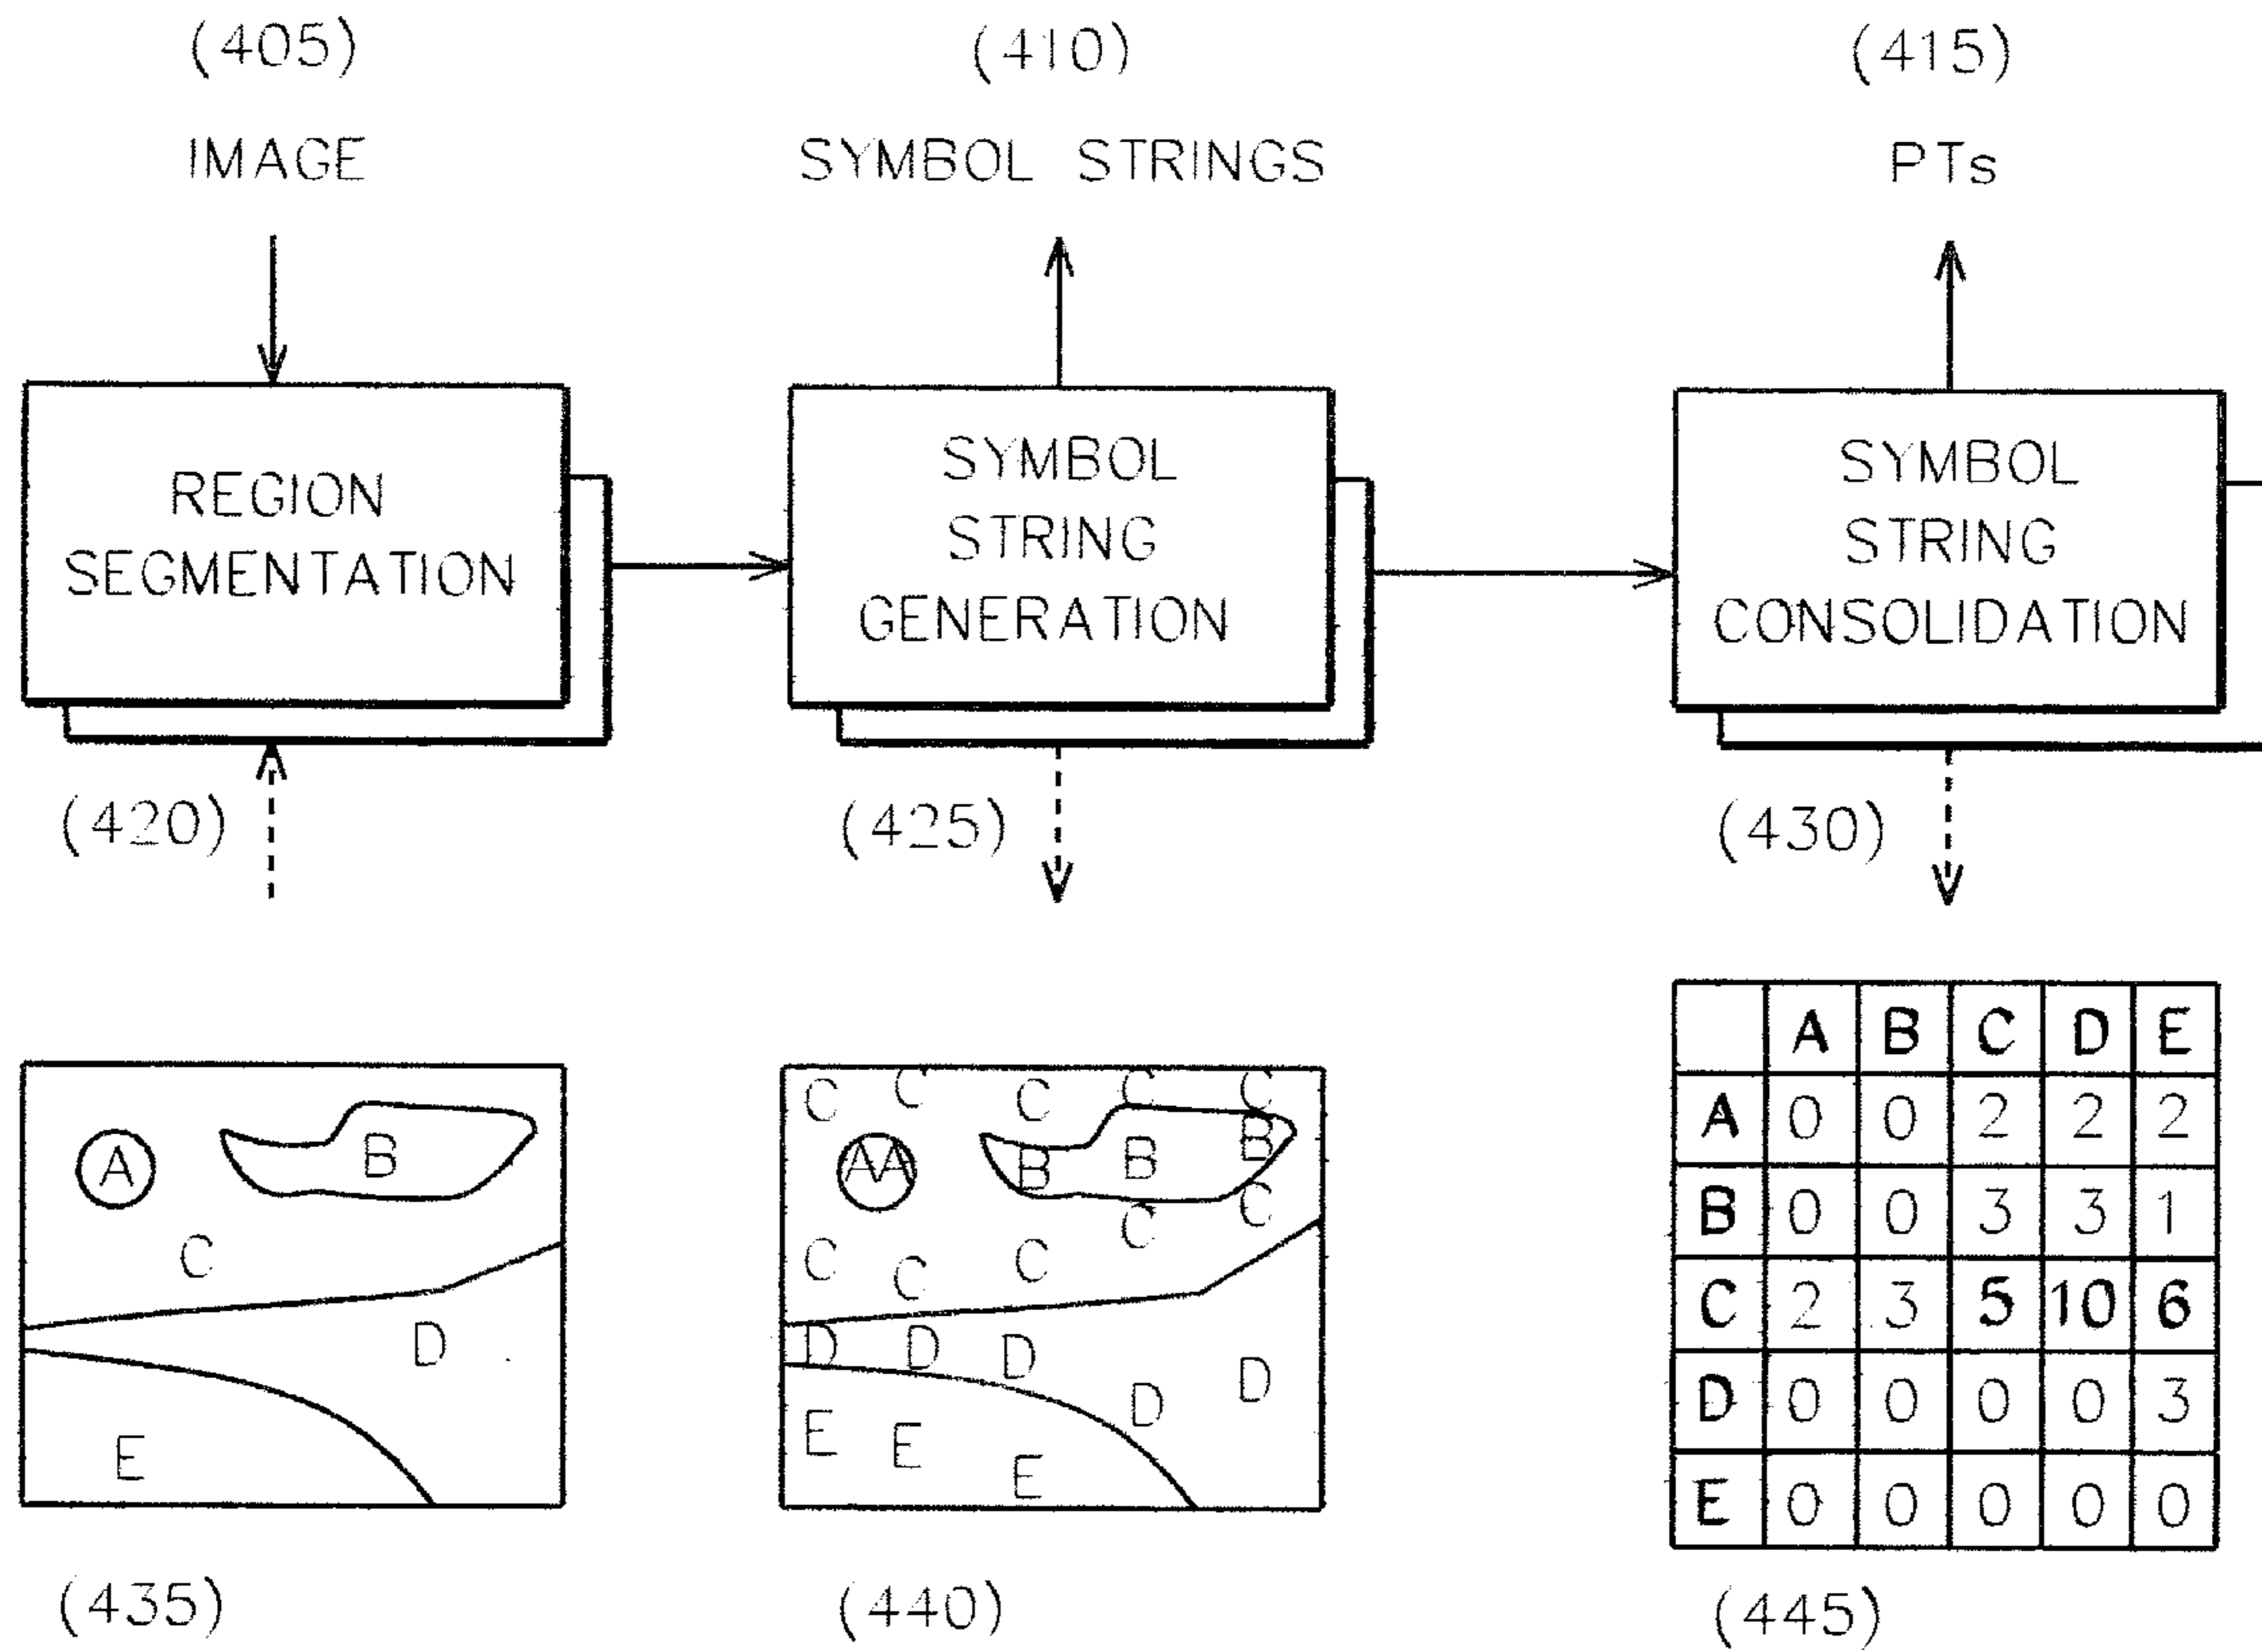 (405) (410) (415)
IMAGE SYMBOL STRINGS PTs
REGION
SEGMENTATION
SYMBOL
STRING
GENERATION
SYMBOL
STRING
CONSOLIDATION
(420) (425) (430)
A
B
C
D
E
C C C C C
AA B B B
C C C C C
D D D D D
E E E
A B C D E
A 0 0 2 2 2
B 0 0 3 3 1
C 2 3 5 10 6
D 0 0 0 0 3
E 0 0 0 0 0
(435) (440) (445)